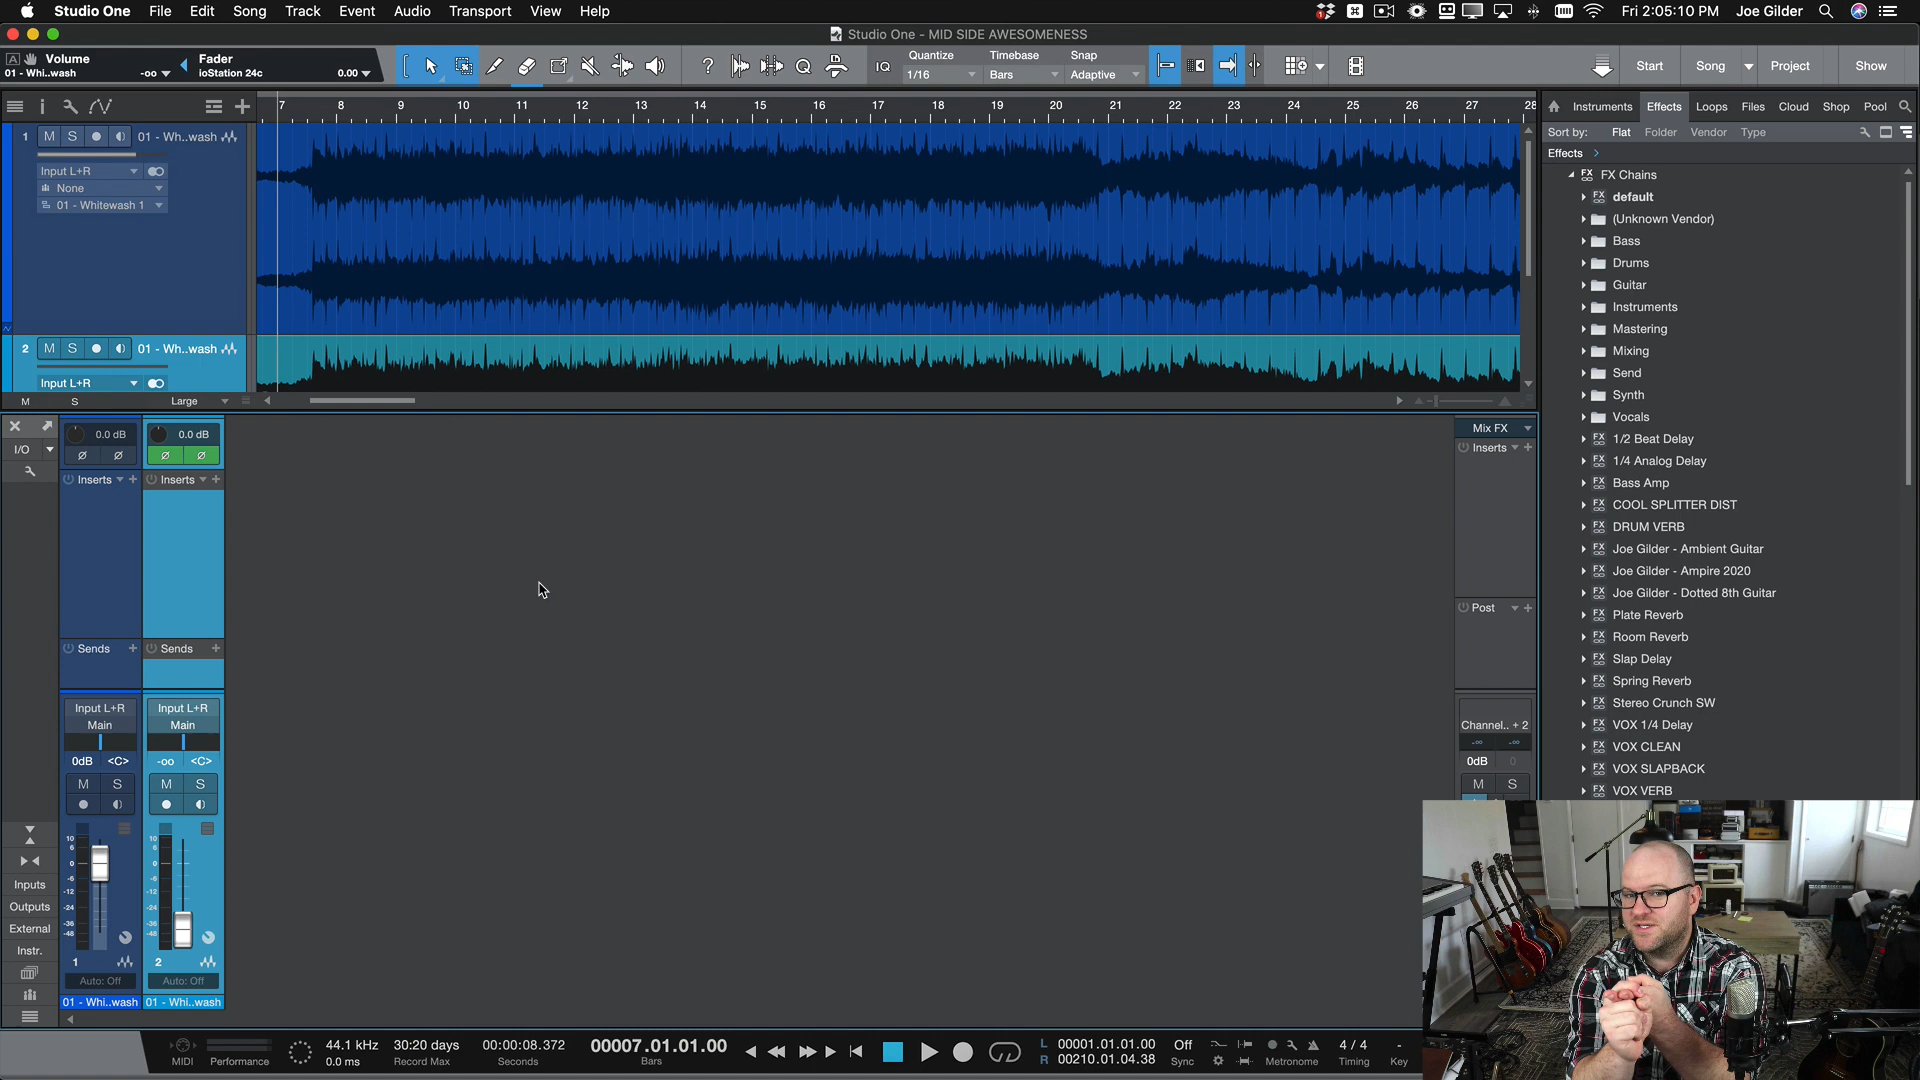 Studio One File Edit Song Track Event Audio Transport View Help
Fri 2:05:10 PM Joe Gilder
Studio One - MID SIDE AWESOMENESS
Volume
01 - Whi..wash -oo
Fader
ioStation 24c 0.00
Quantize Timebase Snap
IQ 1/16 Bars Adaptive
Start Song Project Show
7 8 9 10 11 12 13 14 15 16 17 18 19 20 21 22 23 24 25 26 27 28
1 M S 01 - Wh..wash
Input L+R
None
01 - Whitewash 1
2 M S 01 - Wh..wash
Input L+R
M S Large
Instruments Effects Loops Files Cloud Shop Pool
Sort by: Flat Folder Vendor Type
Effects
FX Chains
default
(Unknown Vendor)
Bass
Drums
Guitar
Instruments
Mastering
Mixing
Send
Synth
Vocals
1/2 Beat Delay
1/4 Analog Delay
Bass Amp
COOL SPLITTER DIST
DRUM VERB
Joe Gilder - Ambient Guitar
Joe Gilder - Ampire 2020
Joe Gilder - Dotted 8th Guitar
Plate Reverb
Room Reverb
Slap Delay
Spring Reverb
Stereo Crunch SW
VOX 1/4 Delay
VOX CLEAN
VOX SLAPBACK
VOX VERB
I/O
0.0 dB 0.0 dB
Inserts Inserts
Sends Sends
Input L+R Input L+R
Main Main
0dB <C> -oo <C>
M S M S
Inputs
Outputs
External
Instr.
1 2
Auto: Off Auto: Off
01 - Whi..wash 01 - Whi..wash
Mix FX
Inserts
Post
Channel.. + 2
-oo -oo
0dB 0
M S
MIDI Performance
44.1 kHz
0.0 ms
30:20 days
Record Max
00:00:08.372
Seconds
00007.01.01.00
Bars
L 00001.01.01.00
R 00210.01.04.38
Off
Sync
Metronome
4 / 4
Timing
-
Key